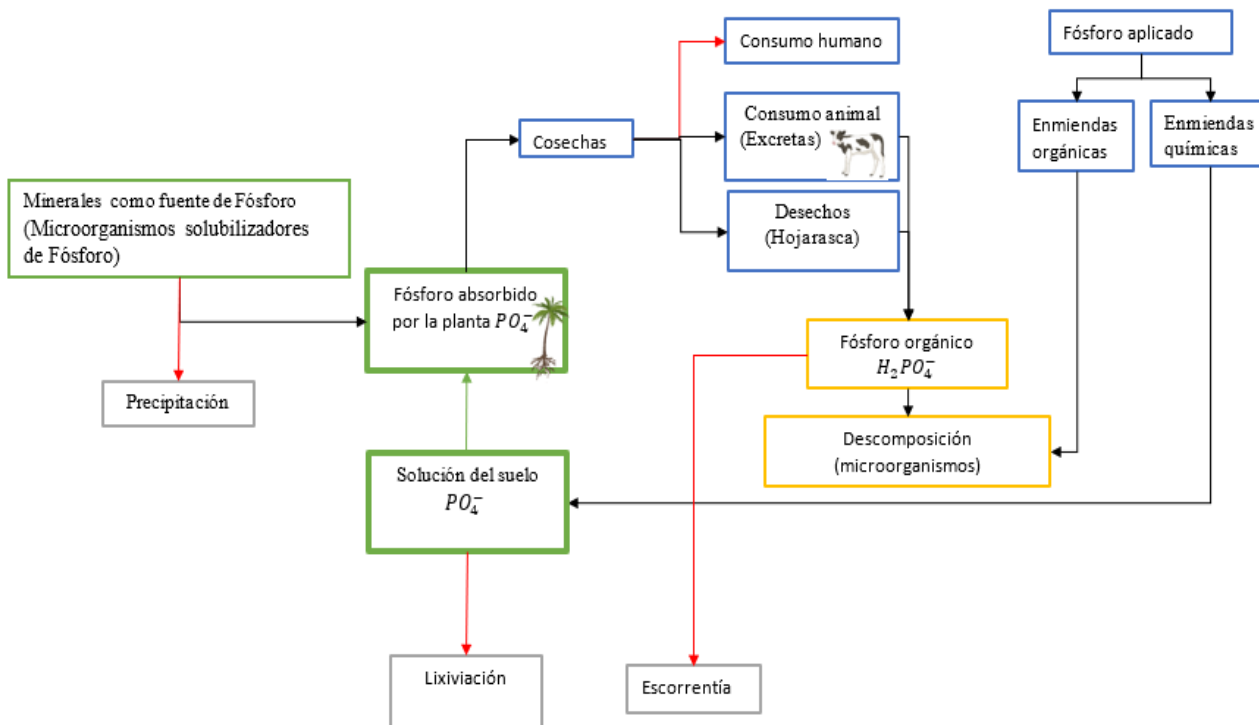 Consumo humano
Fósforo aplicado
Consumo animal
(Excretas)
Enmiendas
orgánicas
Enmiendas
químicas
Cosechas
Minerales como fuente de Fósforo
(Microorganismos solubilizadores
de Fósforo)
Desechos
(Hojarasca)
Fósforo absorbido
por la planta PO₄⁻
Fósforo orgánico
H₂PO₄⁻
Precipitación
Descomposición
(microorganismos)
Solución del suelo
PO₄⁻
Lixiviación
Escorrentía